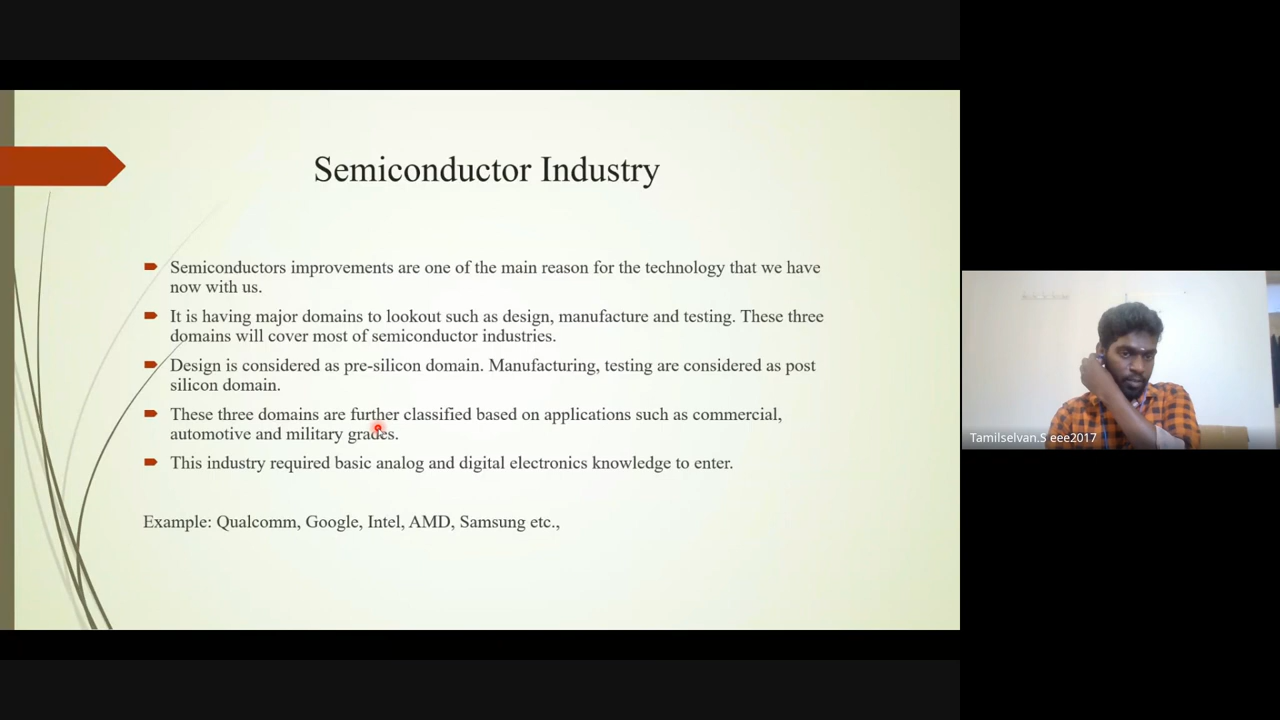 Semiconductor Industry
Semiconductors improvements are one of the main reason for the technology that we have
now with us.
It is having major domains to lookout such as design, manufacture and testing. These three
domains will cover most of semiconductor industries.
Design is considered as pre-silicon domain. Manufacturing, testing are considered as post
silicon domain.
These three domains are further classified based on applications such as commercial,
automotive and military grades.
This industry required basic analog and digital electronics knowledge to enter.
Example: Qualcomm, Google, Intel, AMD, Samsung etc.,
Tamilselvan.S eee2017